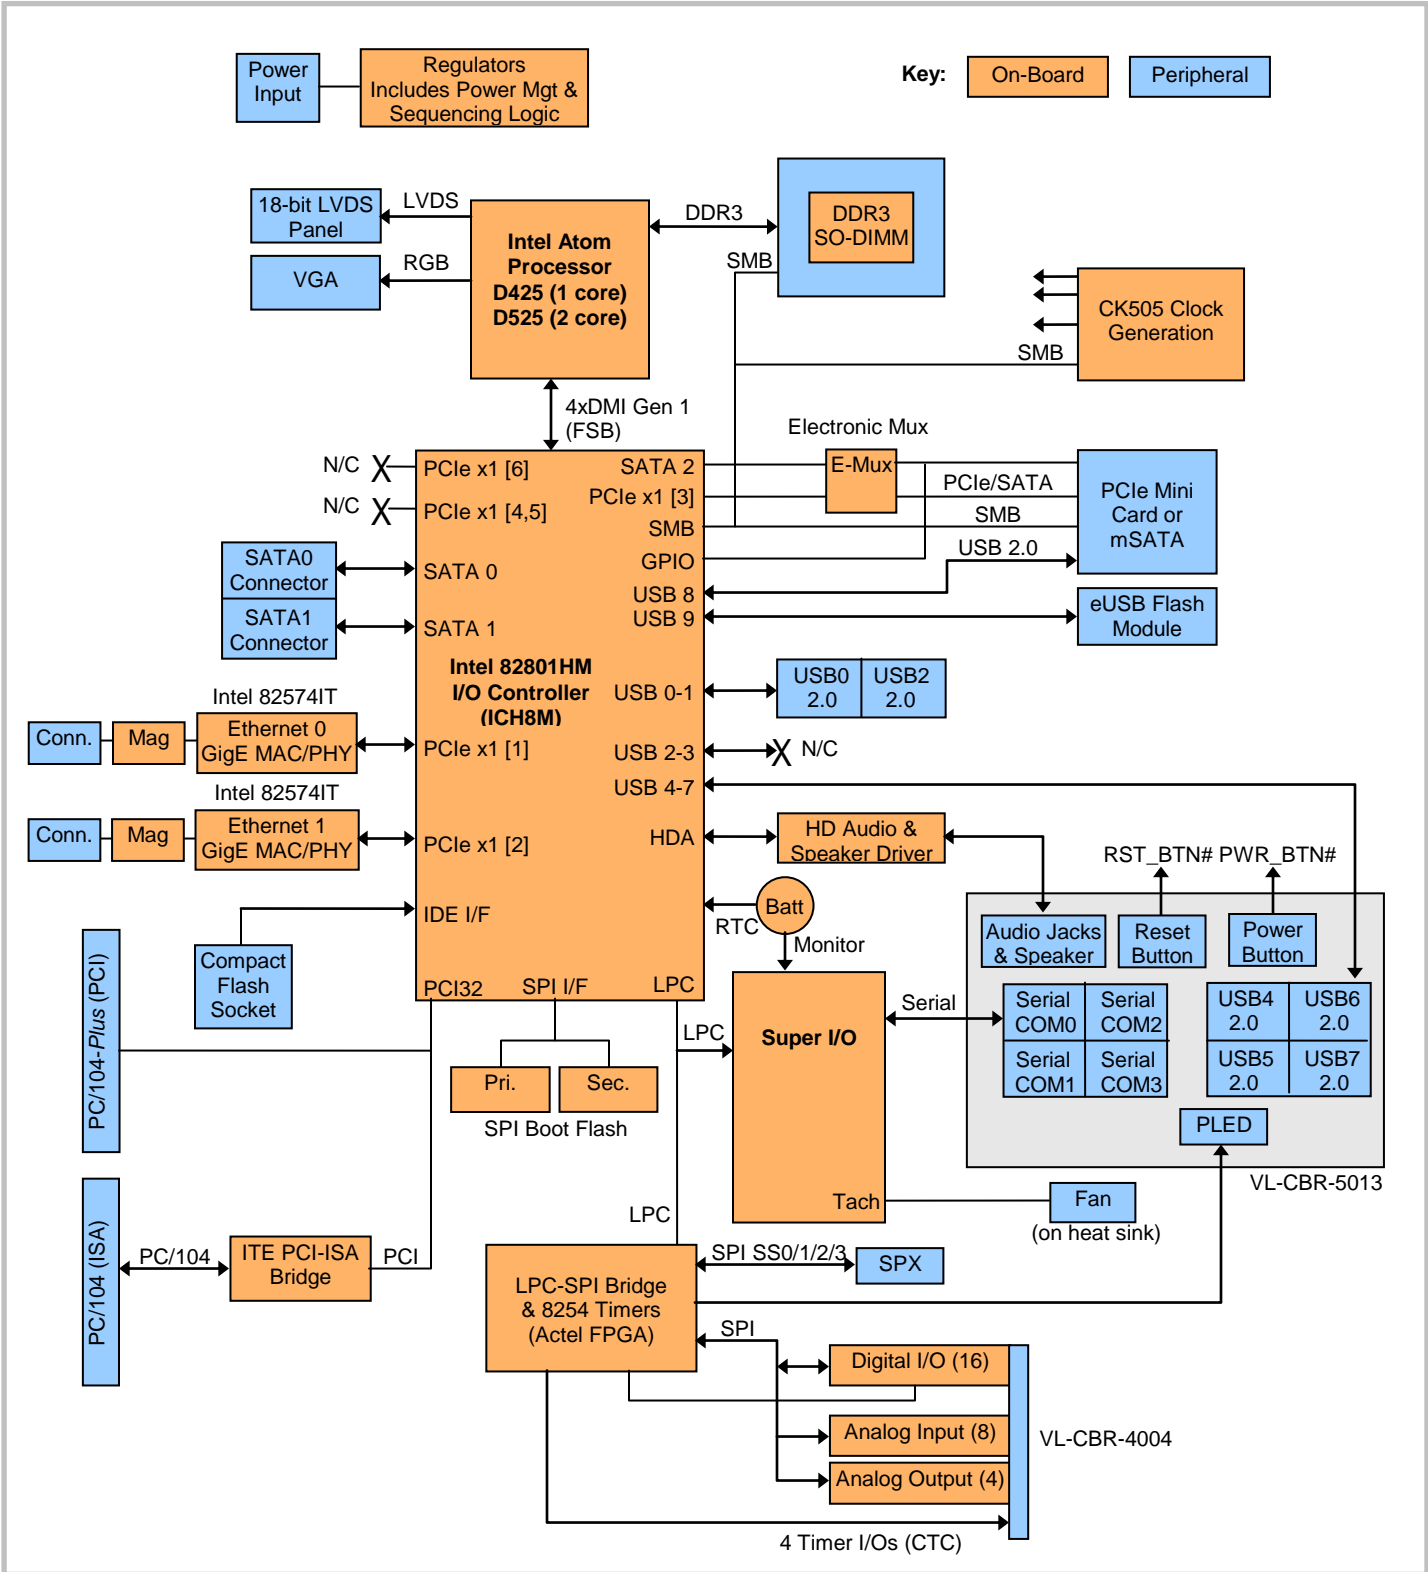 Power
Input
Regulators
Includes Power Mgt &
Sequencing Logic
Key:
On-Board
Peripheral
18-bit LVDS
Panel
LVDS
VGA
RGB
Intel Atom
Processor
D425 (1 core)
D525 (2 core)
DDR3
DDR3
SO-DIMM
SMB
CK505 Clock
Generation
SMB
4xDMI Gen 1
(FSB)
Electronic Mux
N/C
PCIe x1 [6]
N/C
PCIe x1 [4,5]
SATA 2
PCIe x1 [3]
SMB
GPIO
USB 8
USB 9
E-Mux
PCIe/SATA
SMB
USB 2.0
PCIe Mini
Card or
mSATA
eUSB Flash
Module
SATA0
Connector
SATA 0
SATA1
Connector
SATA 1
Intel 82801HM
I/O Controller
(ICH8M)
USB 0-1
USB0
2.0
USB2
2.0
Intel 82574IT
Conn.
Mag
Ethernet 0
GigE MAC/PHY
PCIe x1 [1]
USB 2-3
X N/C
USB 4-7
Intel 82574IT
Conn.
Mag
Ethernet 1
GigE MAC/PHY
PCIe x1 [2]
HDA
HD Audio &
Speaker Driver
RST_BTN# PWR_BTN#
IDE I/F
RTC
Batt
Monitor
Audio Jacks
& Speaker
Reset
Button
Power
Button
PC/104-Plus (PCI)
Compact
Flash
Socket
PCI32
SPI I/F
LPC
LPC
Super I/O
Serial
Serial
COM0
Serial
COM2
Serial
COM1
Serial
COM3
USB4
2.0
USB6
2.0
USB5
2.0
USB7
2.0
Pri.
Sec.
SPI Boot Flash
PLED
VL-CBR-5013
Tach
Fan
(on heat sink)
PC/104 (ISA)
PC/104
ITE PCI-ISA
Bridge
PCI
LPC
LPC-SPI Bridge
& 8254 Timers
(Actel FPGA)
SPI SS0/1/2/3
SPX
SPI
Digital I/O (16)
Analog Input (8)
Analog Output (4)
VL-CBR-4004
4 Timer I/Os (CTC)